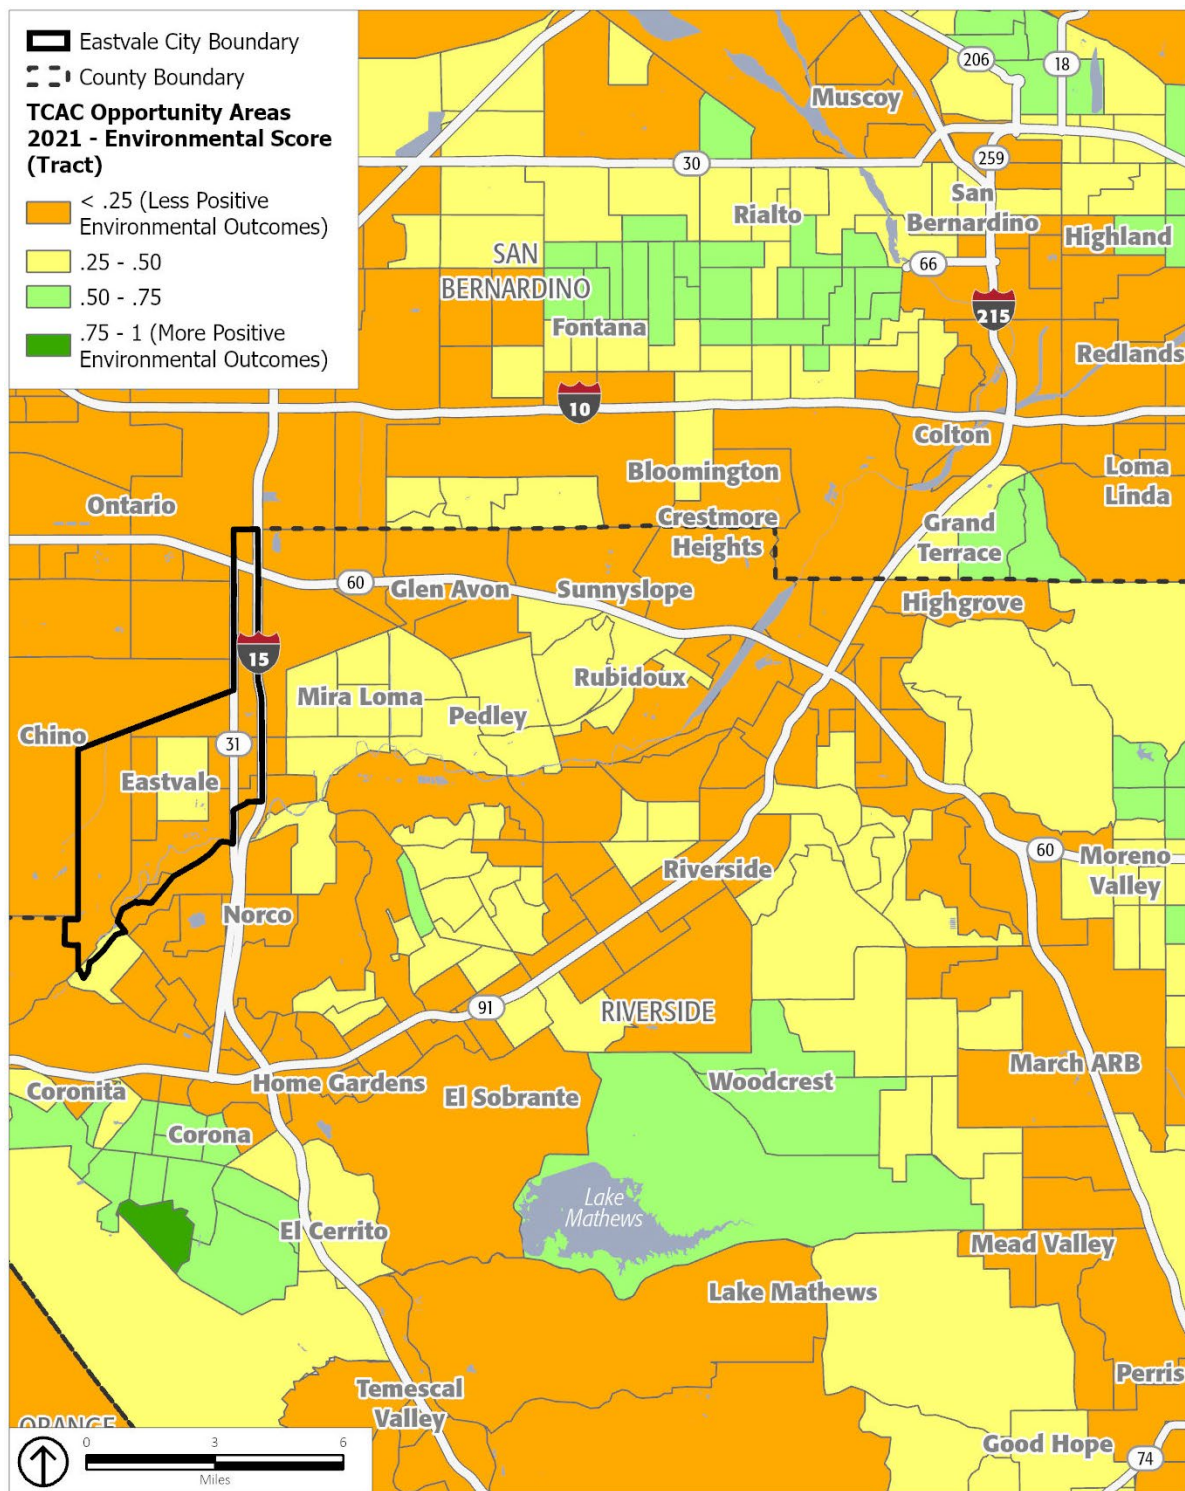 Eastvale City Boundary
County Boundary
TCAC Opportunity Areas
2021 - Environmental Score
(Tract)
< .25 (Less Positive
Environmental Outcomes)
.25 - .50
.50 - .75
.75 - 1 (More Positive
Environmental Outcomes)
206
18
Muscoy
30
259
San
Bernardino
Rialto
Highland
SAN
BERNARDINO
66
215
Fontana
Redlands
10
Colton
Bloomington
Loma
Linda
Ontario
Crestmore
Heights
Grand
Terrace
60
Glen Avon
Sunnyslope
Highgrove
15
Rubidoux
Mira Loma
Pedley
Chino
31
Eastvale
60
Moreno
Valley
Riverside
Norco
91
RIVERSIDE
March ARB
Coronita
Home Gardens
Woodcrest
El Sobrante
Corona
Lake
Mathews
El Cerrito
Mead Valley
Lake Mathews
Perris
Temescal
Valley
ORANGE
Good Hope
74
0 3 6
Miles